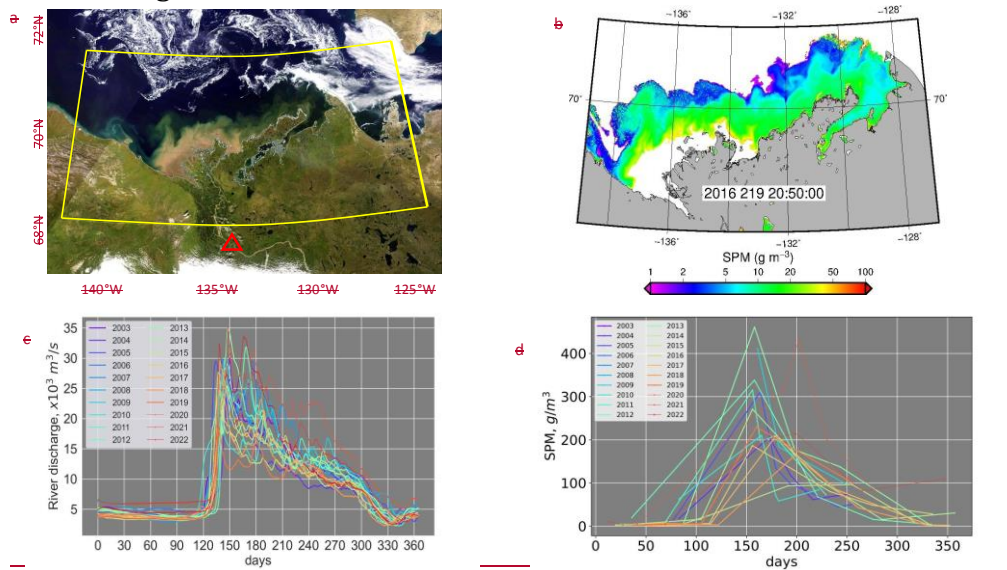 a
72°N
70°N
68°N
140°W
135°W
130°W
125°W
b
−136°
−132°
−128°
70°
70°
2016 219 20:50:00
−136°
−132°
−128°
SPM (g m⁻³)
1 2 5 10 20 50 100
c
River discharge, x10³ m³/s
35
30
25
20
15
10
5
2003 2013
2004 2014
2005 2015
2006 2016
2007 2017
2008 2018
2009 2019
2010 2020
2011 2021
2012 2022
0 30 60 90 120 150 180 210 240 270 300 330 360
days
d
SPM, g/m³
400
300
200
100
0
2003 2013
2004 2014
2005 2015
2006 2016
2007 2017
2008 2018
2009 2019
2010 2020
2011 2021
2012 2022
0 50 100 150 200 250 300 350
days